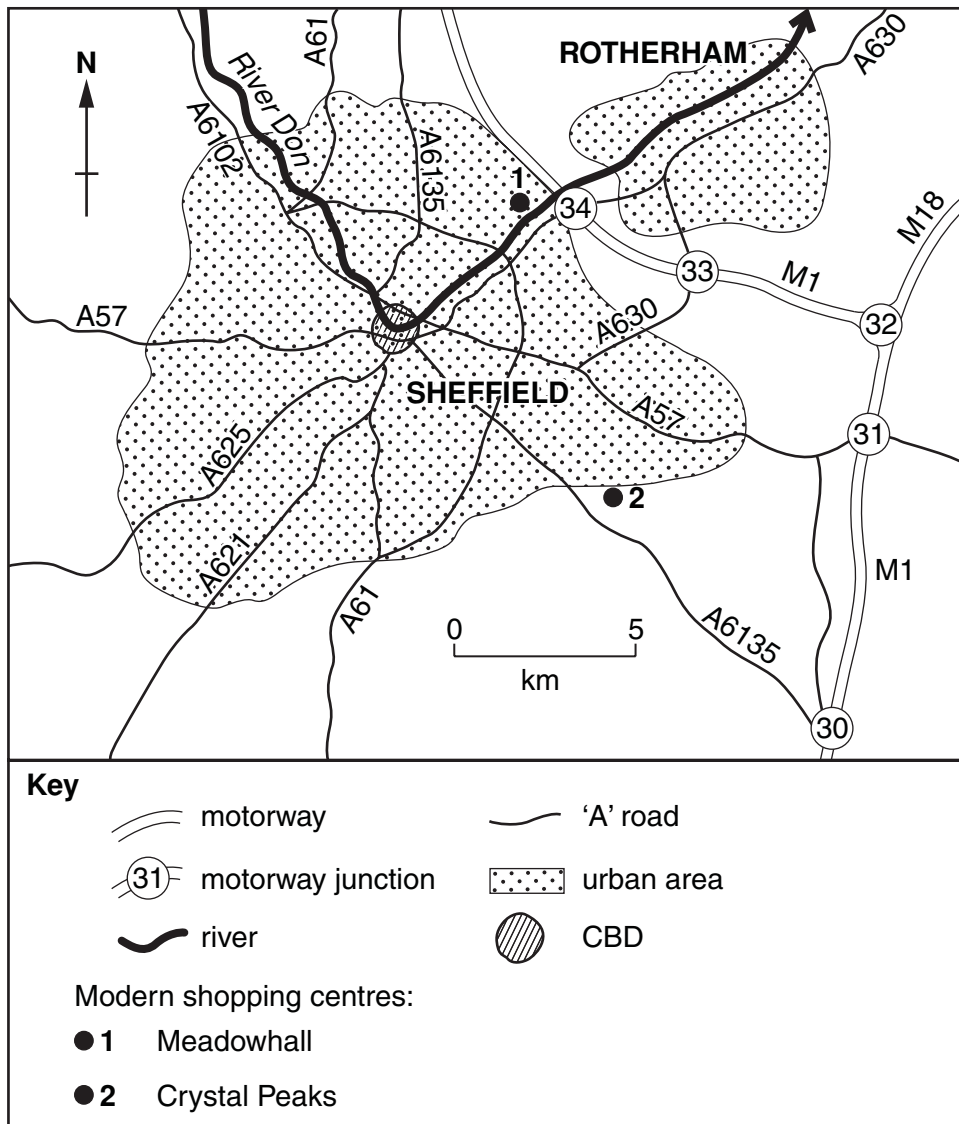 N
ROTHERHAM
A630
A61
River Don
A6102
A6135
1
34
M18
33
M1
32
A57
A630
SHEFFIELD
A57
31
A625
2
A621
A61
M1
0 5
km
A6135
30
Key
motorway
'A' road
31 motorway junction
urban area
river
CBD
Modern shopping centres:
1 Meadowhall
2 Crystal Peaks